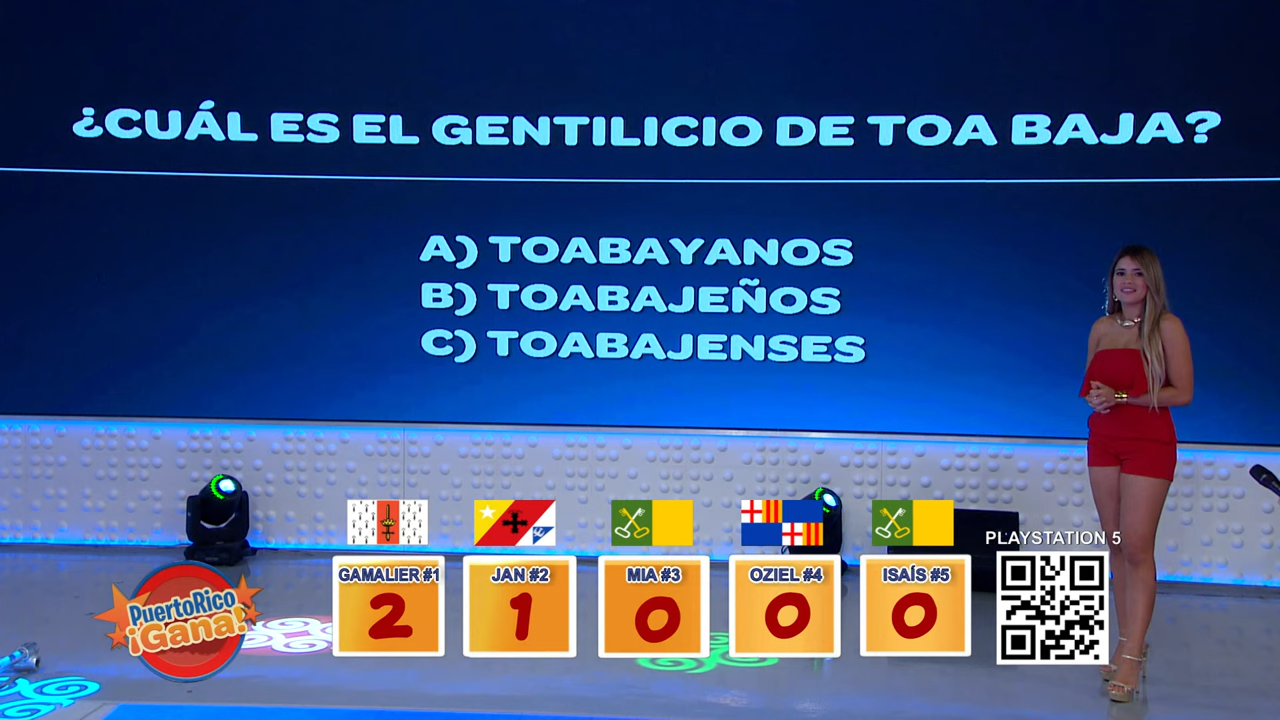 ¿CUÁL ES EL GENTILICIO DE TOA BAJA?
A) TOABAYANOS
B) TOABAJEÑOS
C) TOABAJENSES
PLAYSTATION 5
GAMALIER #1
JAN #2
MIA #3
OZIEL #4
ISAÍS #5
2
1
0
0
0
PuertoRico
¡Gana!